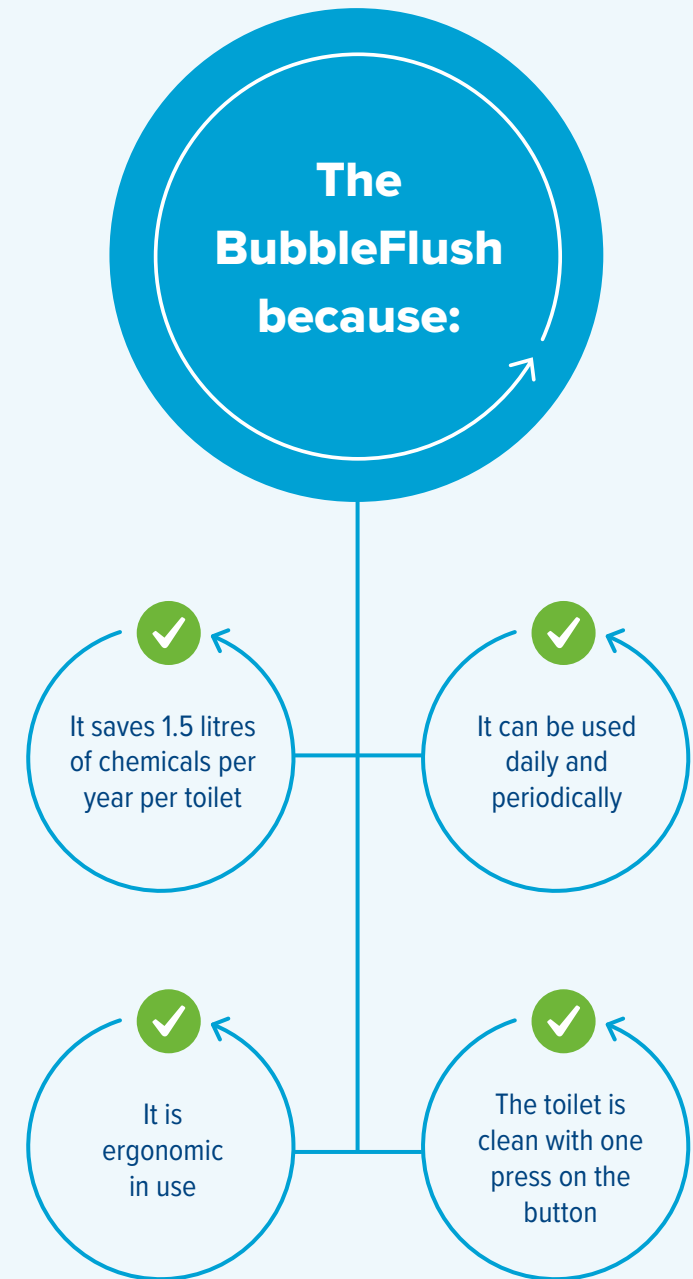 The
BubbleFlush
because:
It saves 1.5 litres
of chemicals per
year per toilet
It can be used
daily and
periodically
It is
ergonomic
in use
The toilet is
clean with one
press on the
button